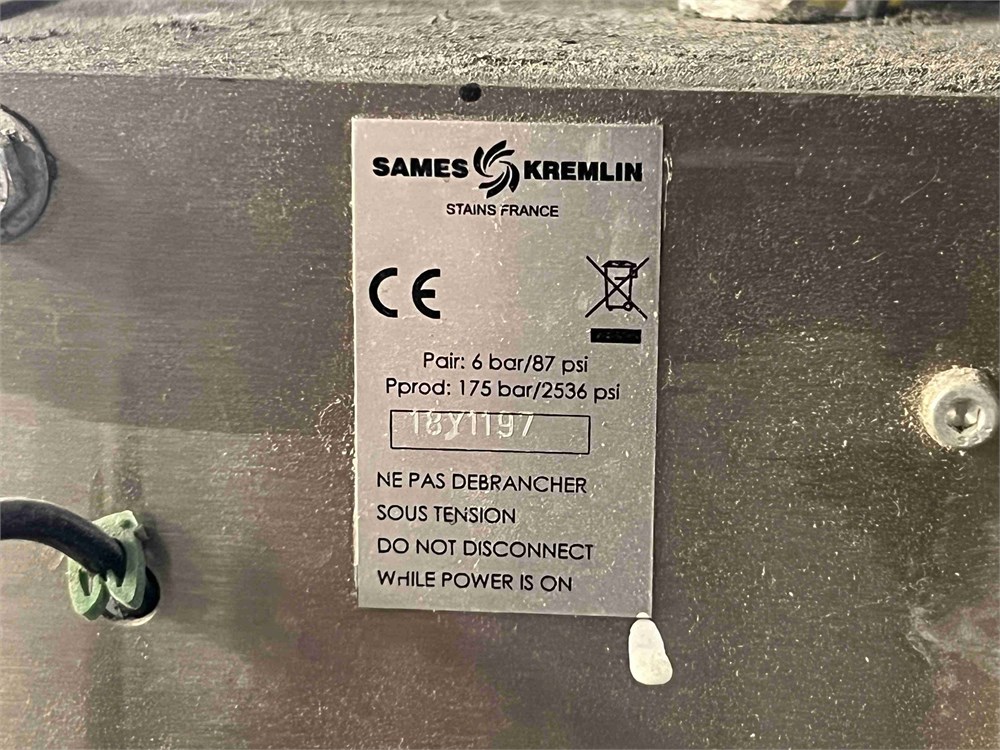 SAMES KREMLIN
STAINS FRANCE
CE
Pair: 6 bar/87 psi
Pprod: 175 bar/2536 psi
18Y1197
NE PAS DEBRANCHER
SOUS TENSION
DO NOT DISCONNECT
WHILE POWER IS ON